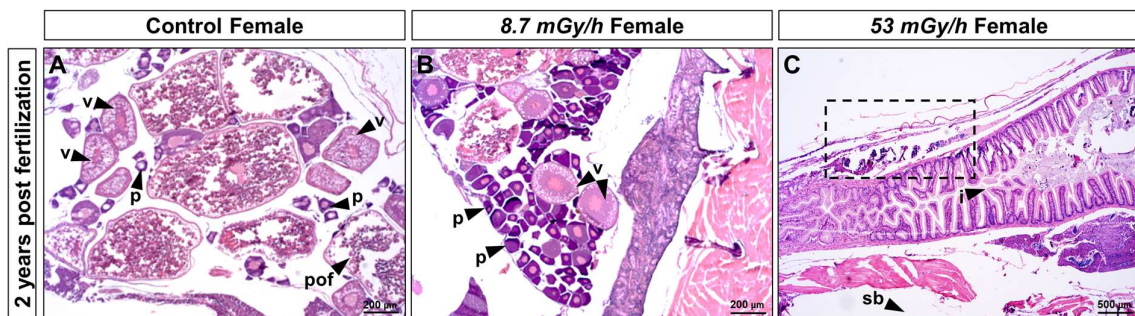 Control Female
8.7 mGy/h Female
53 mGy/h Female
2 years post fertilization
A
v
v
v
p
p
pof
200 µm
B
v
p
p
200 µm
C
i
sb
500 µm